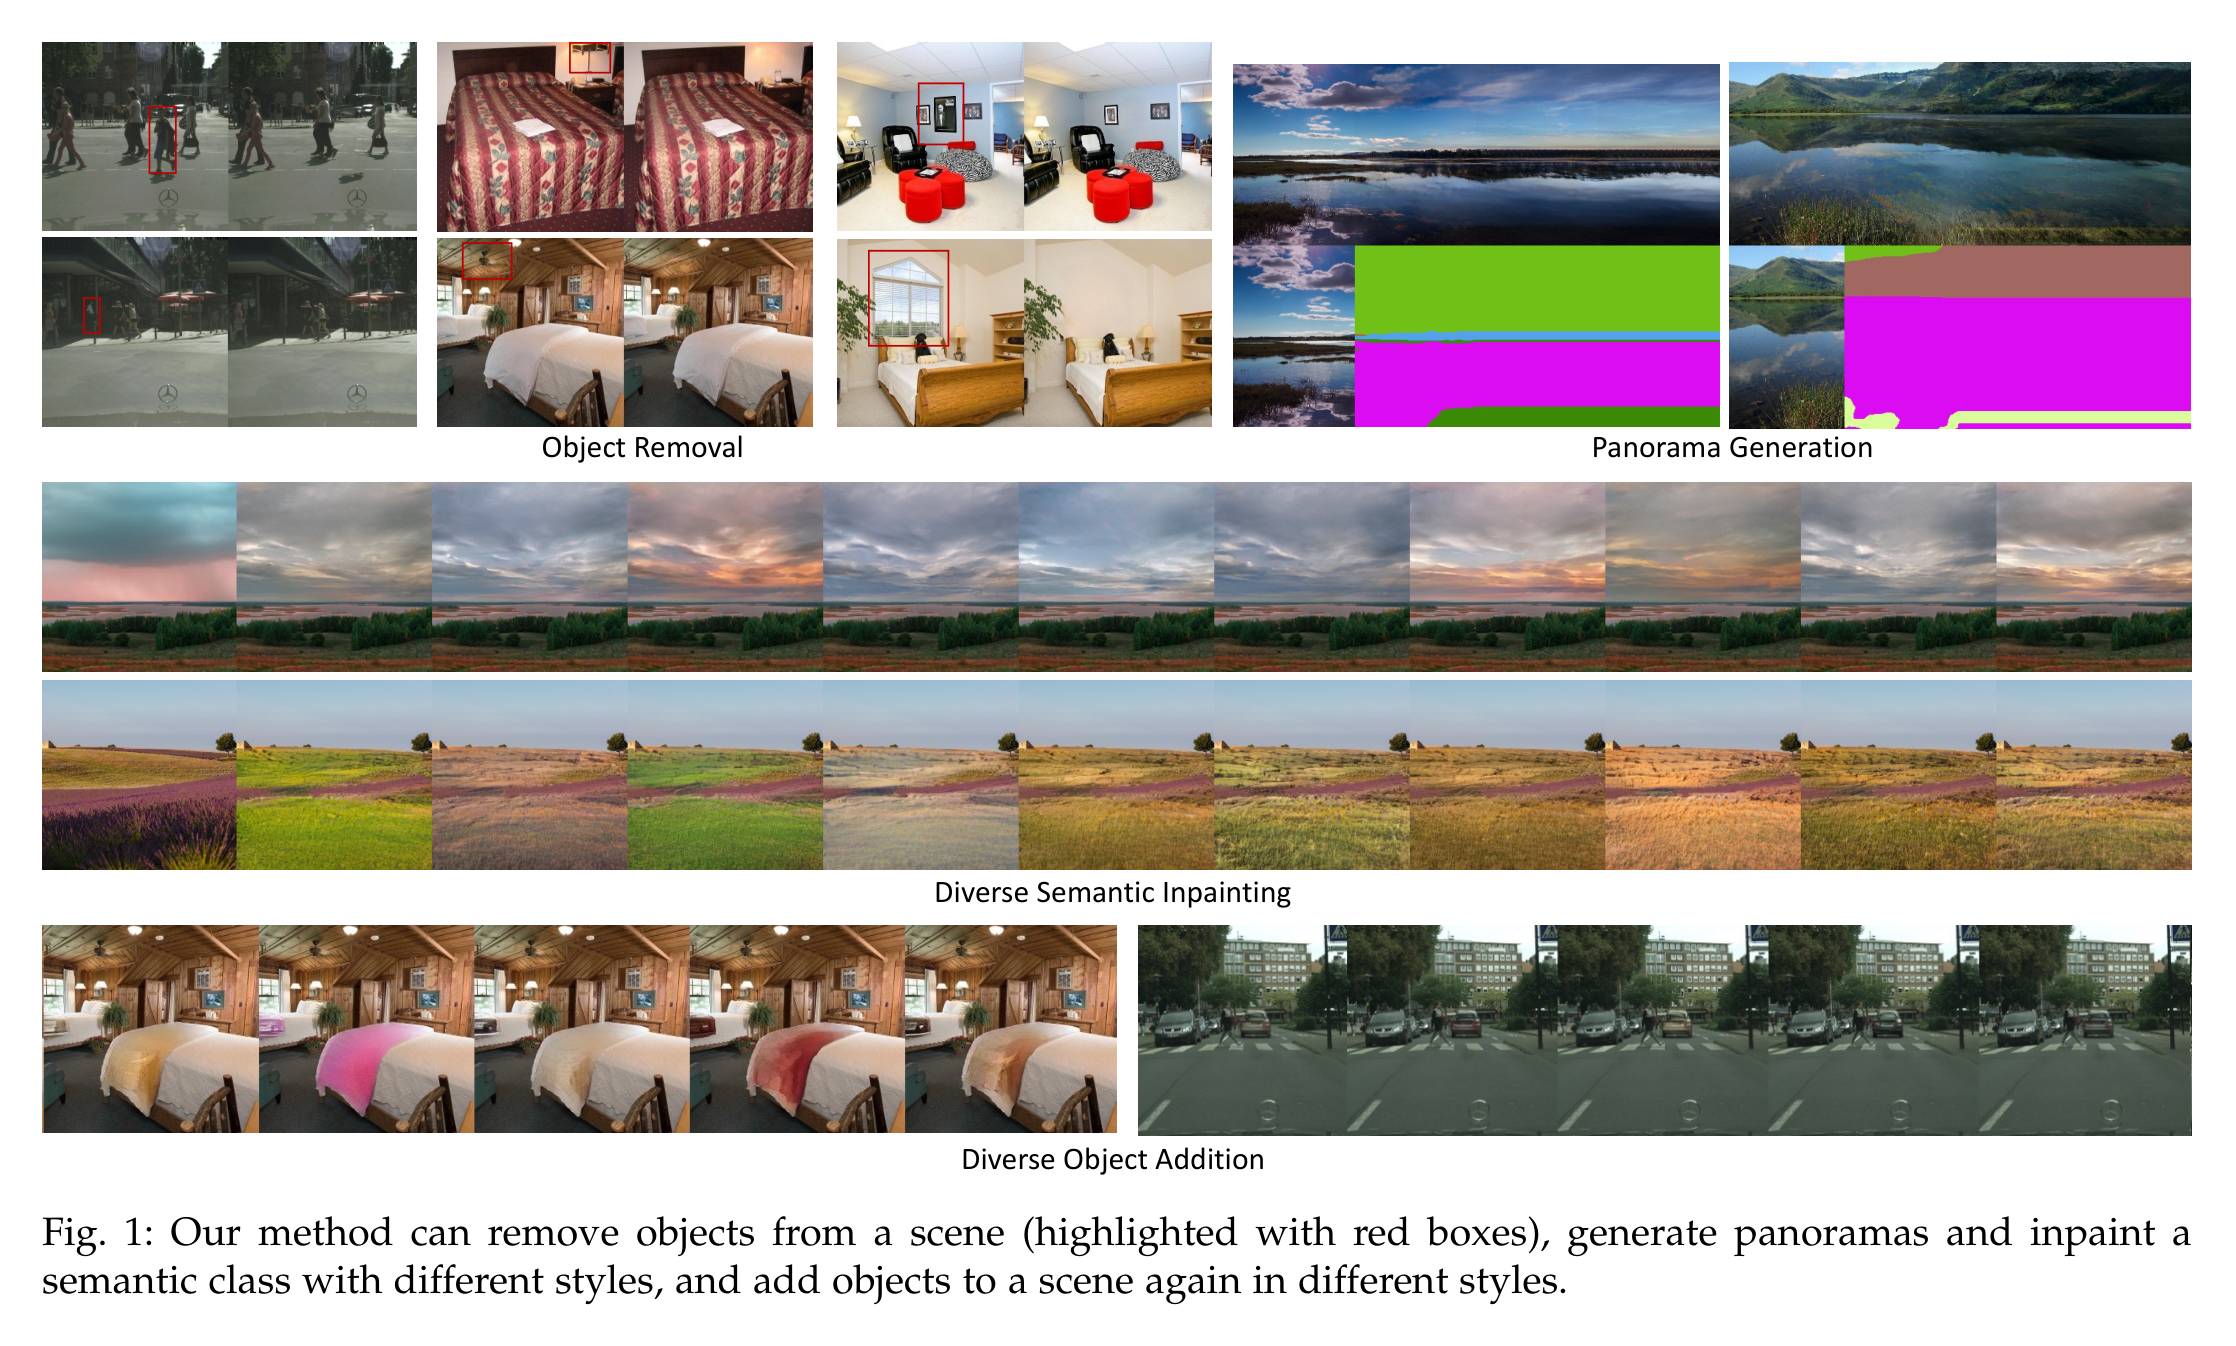 Object Removal
Panorama Generation
Diverse Semantic Inpainting
Diverse Object Addition
Fig. 1: Our method can remove objects from a scene (highlighted with red boxes), generate panoramas and inpaint a
semantic class with different styles, and add objects to a scene again in different styles.